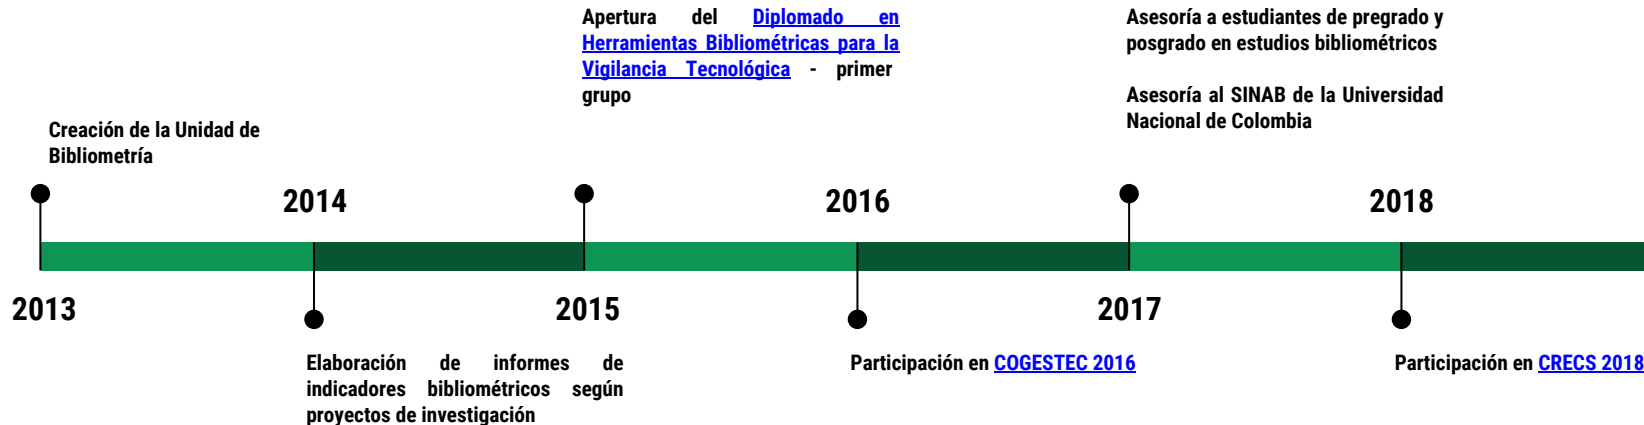 Creación de la Unidad de
Bibliometría
2013
2014
Elaboración de informes de
indicadores bibliométricos según
proyectos de investigación
Apertura del Diplomado en
Herramientas Bibliométricas para la
Vigilancia Tecnológica - primer
grupo
2015
2016
Participación en COGESTEC 2016
Asesoría a estudiantes de pregrado y
posgrado en estudios bibliométricos
Asesoría al SINAB de la Universidad
Nacional de Colombia
2017
2018
Participación en CRECS 2018